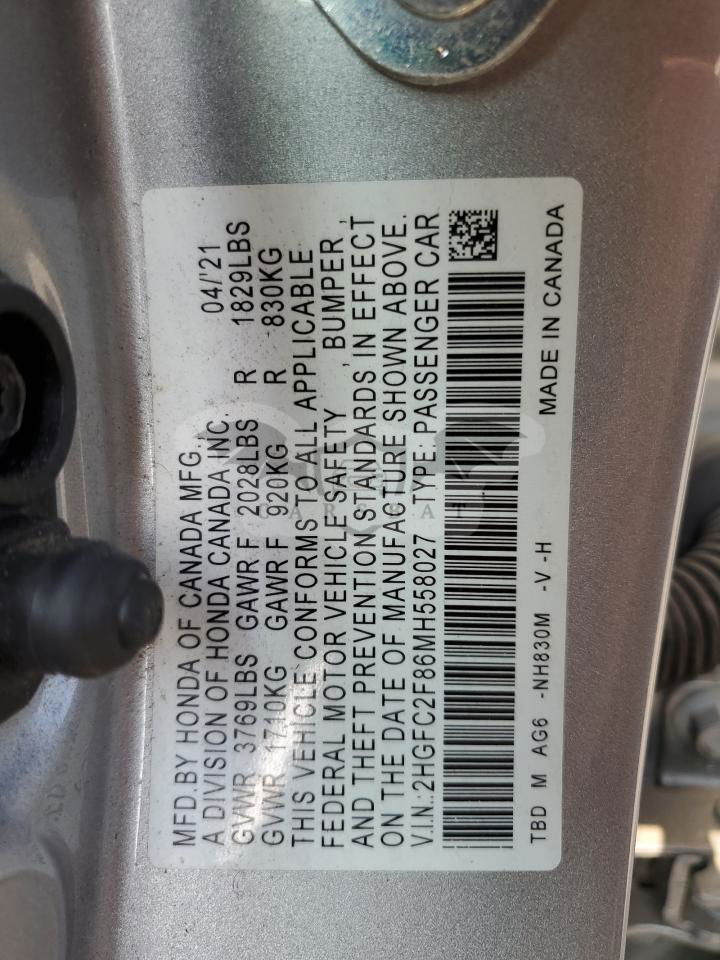 MFD.BY HONDA OF CANADA MFG. 04/'21
A DIVISION OF HONDA CANADA INC.
GVWR 3769LBS GAWR F 2028LBS R 1829LBS
GVWR 1710KG GAWR F 920KG R 830KG
THIS VEHICLE CONFORMS TO ALL APPLICABLE
FEDERAL MOTOR VEHICLE SAFETY , BUMPER ,
AND THEFT PREVENTION STANDARDS IN EFFECT
ON THE DATE OF MANUFACTURE SHOWN ABOVE.
V.I.N.:2HGFC2F86MH558027 TYPE: PASSENGER CAR
TBD M AG6 -NH830M -V -H
MADE IN CANADA